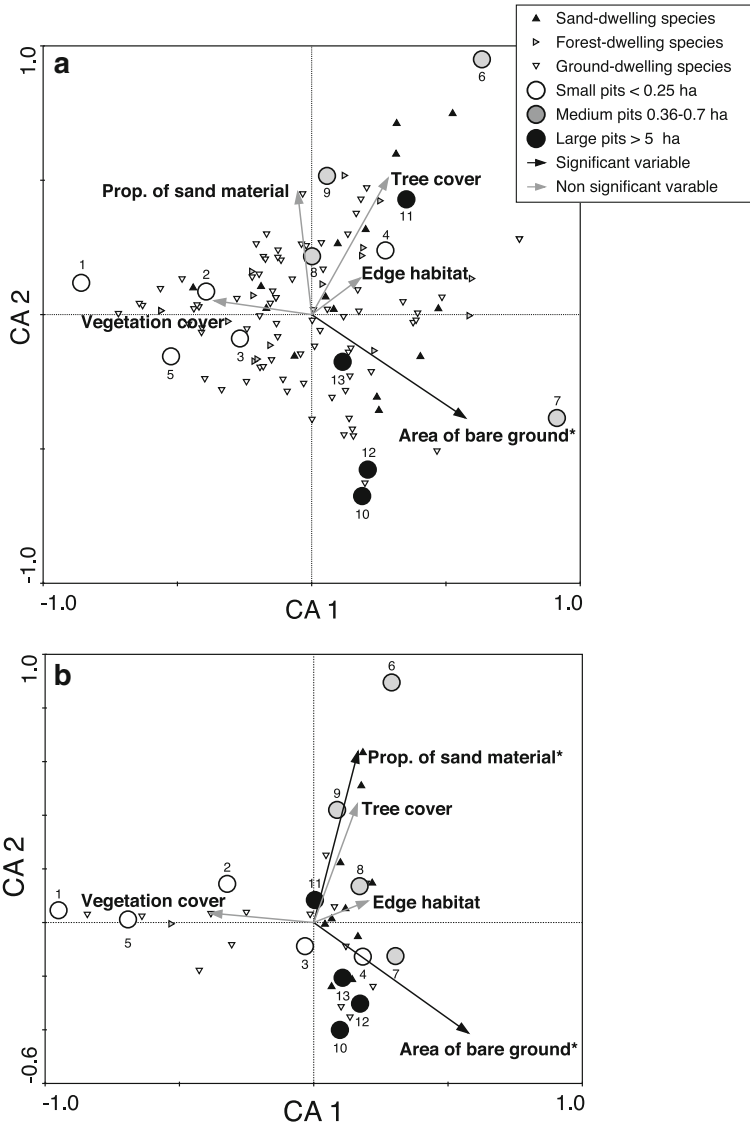 a
1.0
Sand-dwelling species
Forest-dwelling species
Ground-dwelling species
Small pits < 0.25 ha
Medium pits 0.36-0.7 ha
Large pits > 5 ha
Significant variable
Non significant varable
6
9
Prop. of sand material
Tree cover
11
4
8
1
2
Edge habitat
Vegetation cover
3
5
13
7
Area of bare ground*
12
10
CA 2
-1.0
-1.0
CA 1
1.0
b
1.0
6
Prop. of sand material*
9
Tree cover
8
2
11
1
Vegetation cover
Edge habitat
5
3
4
7
13
12
10
Area of bare ground*
CA 2
-0.6
-1.0
CA 1
1.0